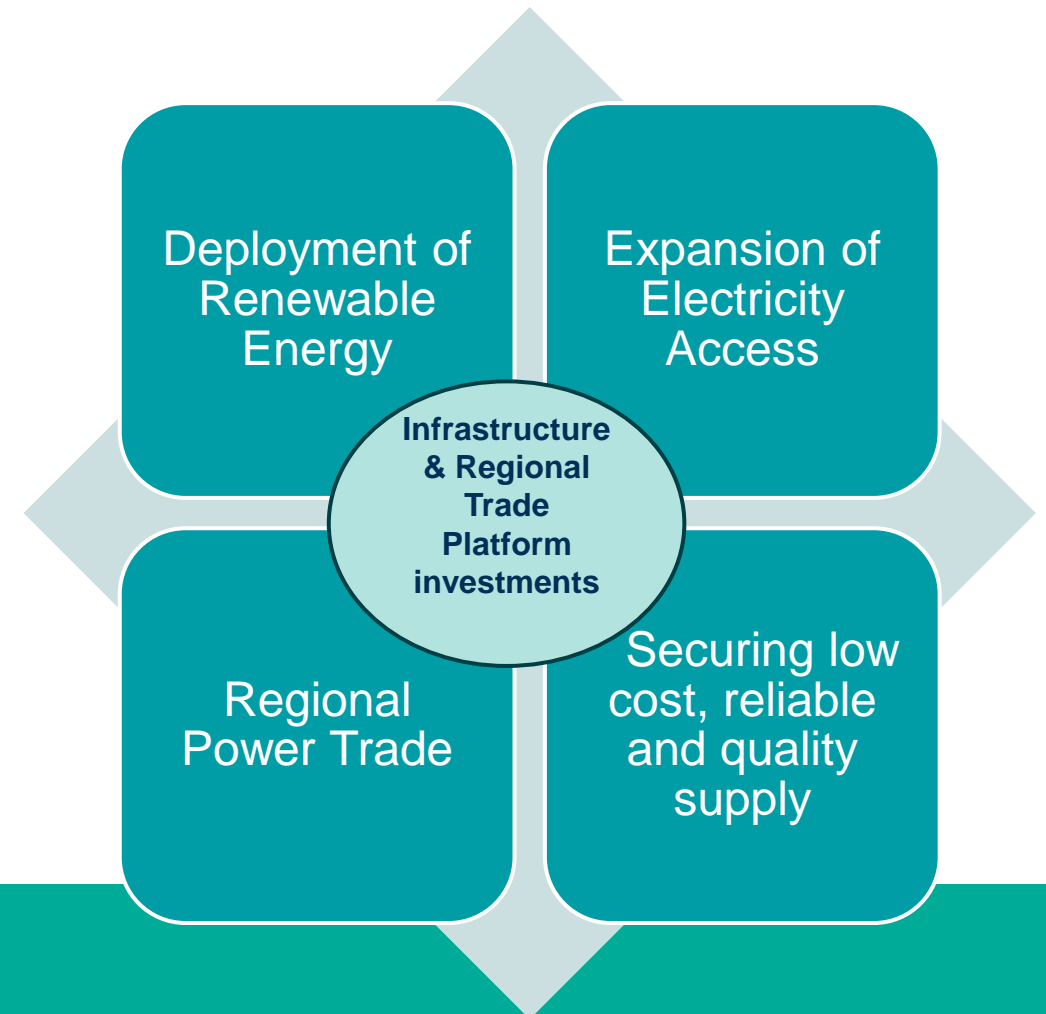 Deployment of
Renewable
Energy
Expansion of
Electricity
Access
Infrastructure
& Regional
Trade
Platform
investments
Regional
Power Trade
Securing low
cost, reliable
and quality
supply